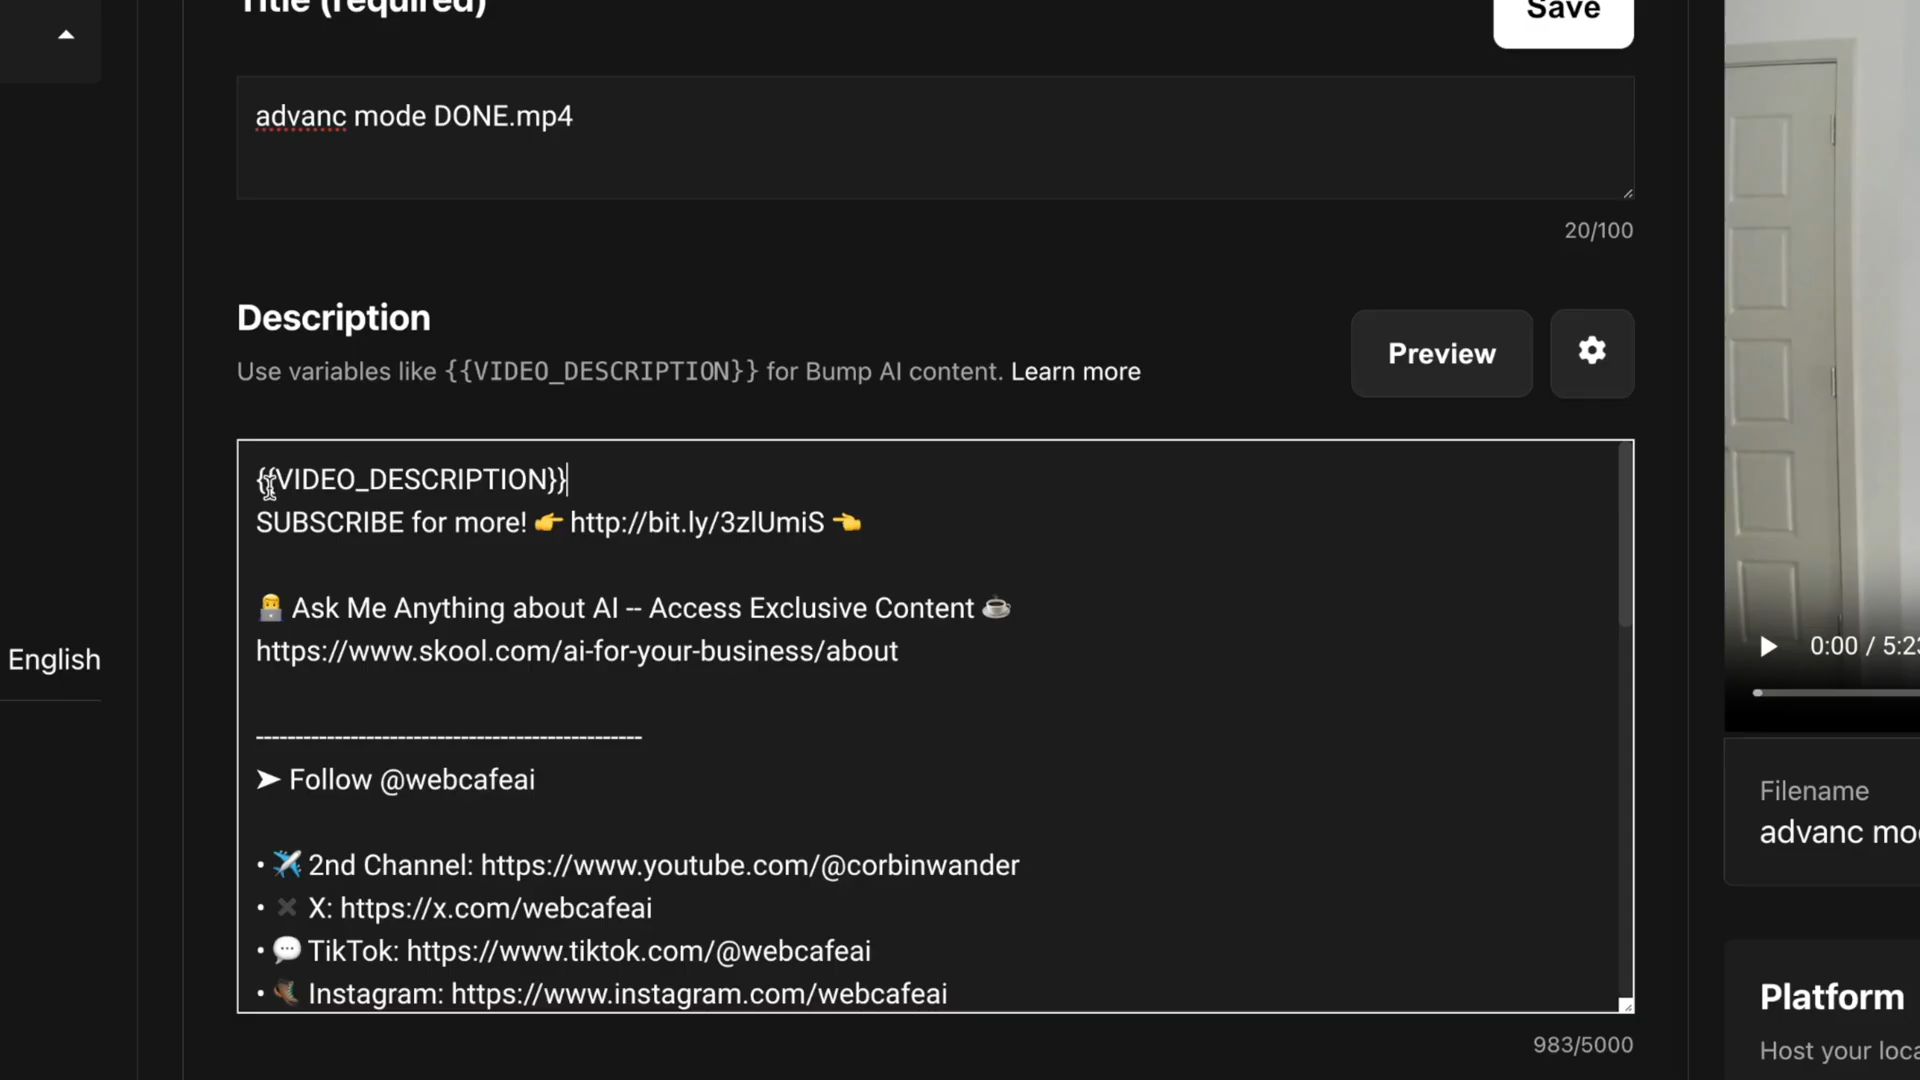 Title (required)
Save
advanc mode DONE.mp4
20/100
Description
Use variables like {{VIDEO_DESCRIPTION}} for Bump AI content. Learn more
Preview
{{VIDEO_DESCRIPTION}}
SUBSCRIBE for more! 👉 http://bit.ly/3zlUmiS 👈
👨‍💻 Ask Me Anything about AI -- Access Exclusive Content ☕
https://www.skool.com/ai-for-your-business/about
-------------------------------------------------
➤ Follow @webcafeai
• ✈️ 2nd Channel: https://www.youtube.com/@corbinwander
• ✖️ X: https://x.com/webcafeai
• 💬 TikTok: https://www.tiktok.com/@webcafeai
• 🥾 Instagram: https://www.instagram.com/webcafeai
983/5000
English
0:00 / 5:23
Filename
advanc mo
Platform
Host your loca